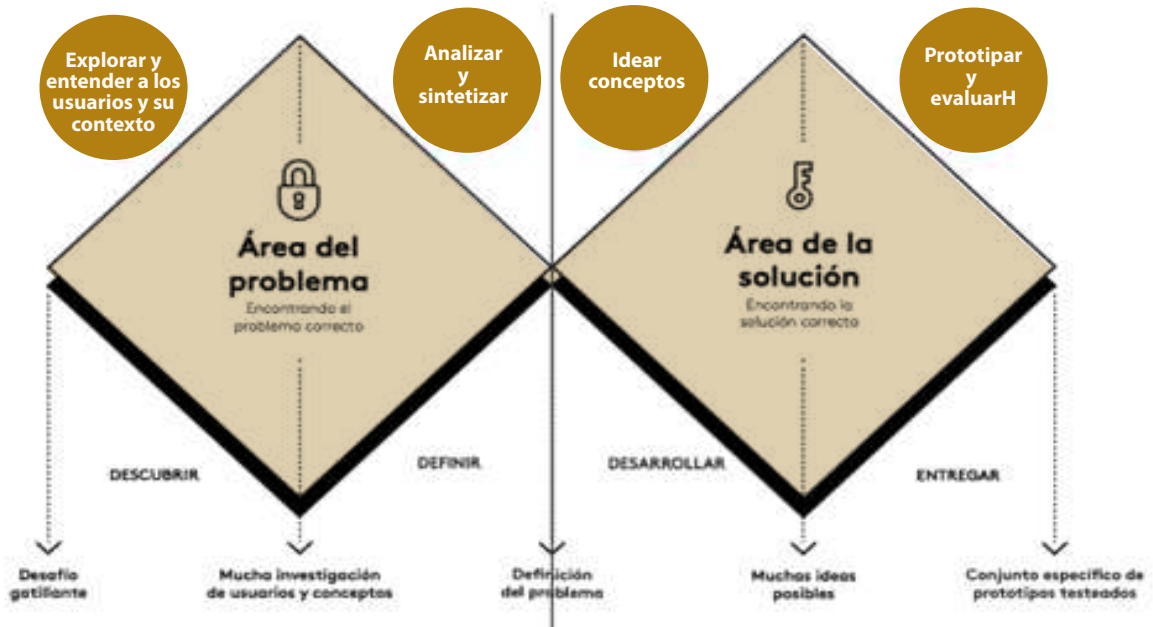 Explorar y
entender a los
usuarios y su
contexto
Analizar
y
sintetizar
Idear
conceptos
Prototipar
y
evaluarH
Área del
problema
Encontrando el
problema correcto
Área de la
solución
Encontrando la
solución correcta
DESCUBRIR
DEFINIR
DESARROLLAR
ENTREGAR
Desafío
gatillante
Mucha investigación
de usuarios y conceptos
Definición
del problema
Muchas ideas
posibles
Conjunto específico de
prototipos testeados